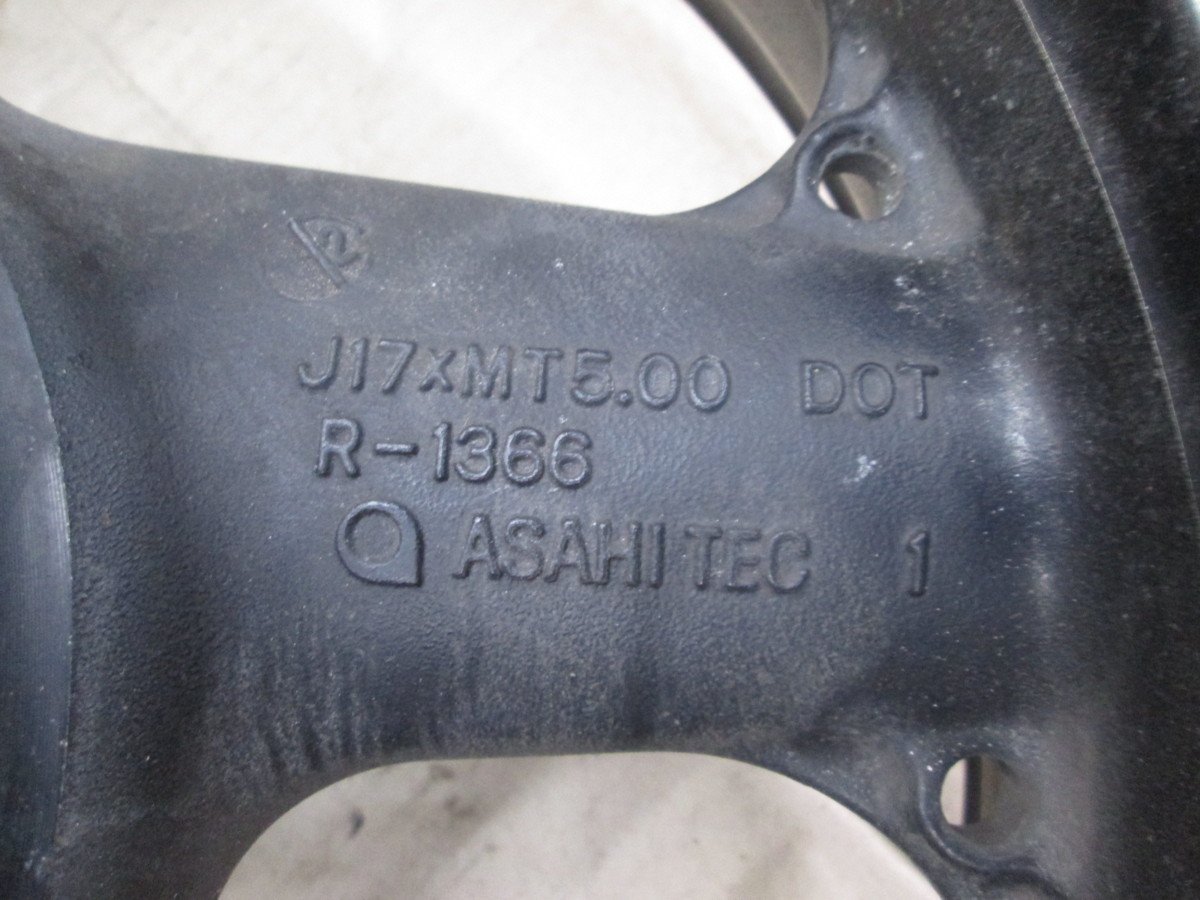 J17xMT5.00 DOT
R-1366
ASAHI TEC 1